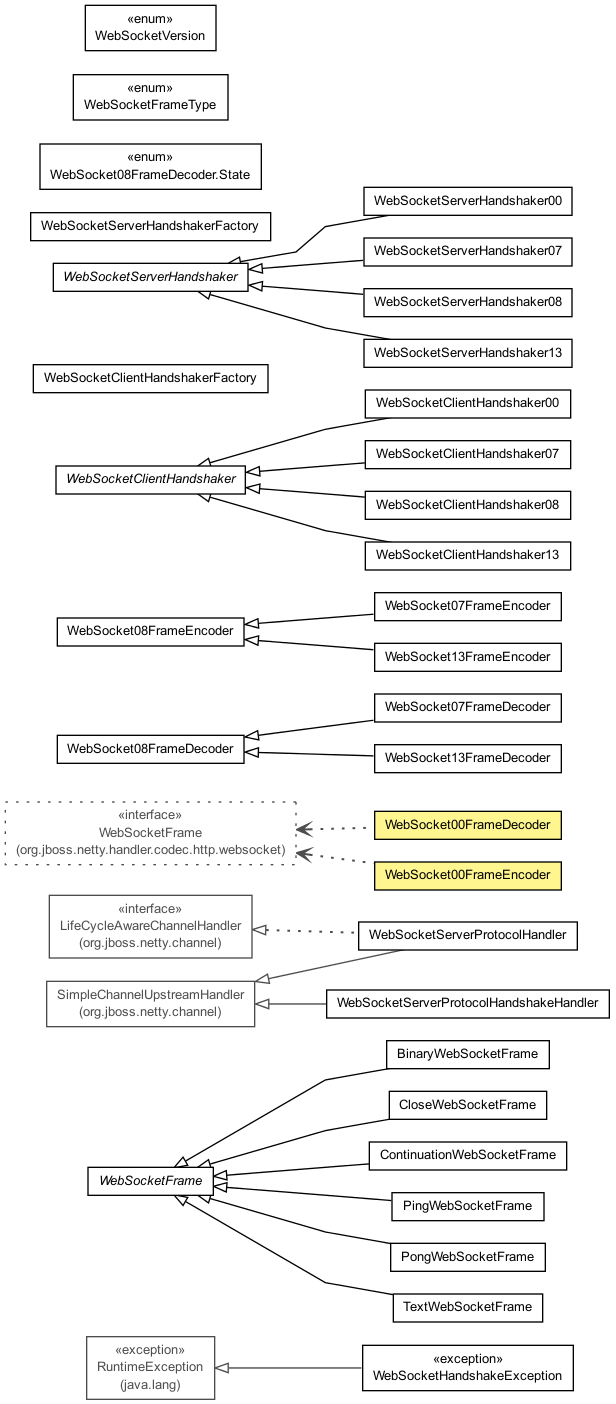 «enum»
WebSocketVersion
«enum»
WebSocketFrameType
«enum»
WebSocket08FrameDecoder.State
WebSocketServerHandshakerFactory
WebSocketServerHandshaker
WebSocketServerHandshaker00
WebSocketServerHandshaker07
WebSocketServerHandshaker08
WebSocketServerHandshaker13
WebSocketClientHandshakerFactory
WebSocketClientHandshaker
WebSocketClientHandshaker00
WebSocketClientHandshaker07
WebSocketClientHandshaker08
WebSocketClientHandshaker13
WebSocket08FrameEncoder
WebSocket07FrameEncoder
WebSocket13FrameEncoder
WebSocket08FrameDecoder
WebSocket07FrameDecoder
WebSocket13FrameDecoder
«interface»
WebSocketFrame
(org.jboss.netty.handler.codec.http.websocket)
WebSocket00FrameDecoder
WebSocket00FrameEncoder
«interface»
LifeCycleAwareChannelHandler
(org.jboss.netty.channel)
WebSocketServerProtocolHandler
SimpleChannelUpstreamHandler
(org.jboss.netty.channel)
WebSocketServerProtocolHandshakeHandler
WebSocketFrame
BinaryWebSocketFrame
CloseWebSocketFrame
ContinuationWebSocketFrame
PingWebSocketFrame
PongWebSocketFrame
TextWebSocketFrame
«exception»
RuntimeException
(java.lang)
«exception»
WebSocketHandshakeException